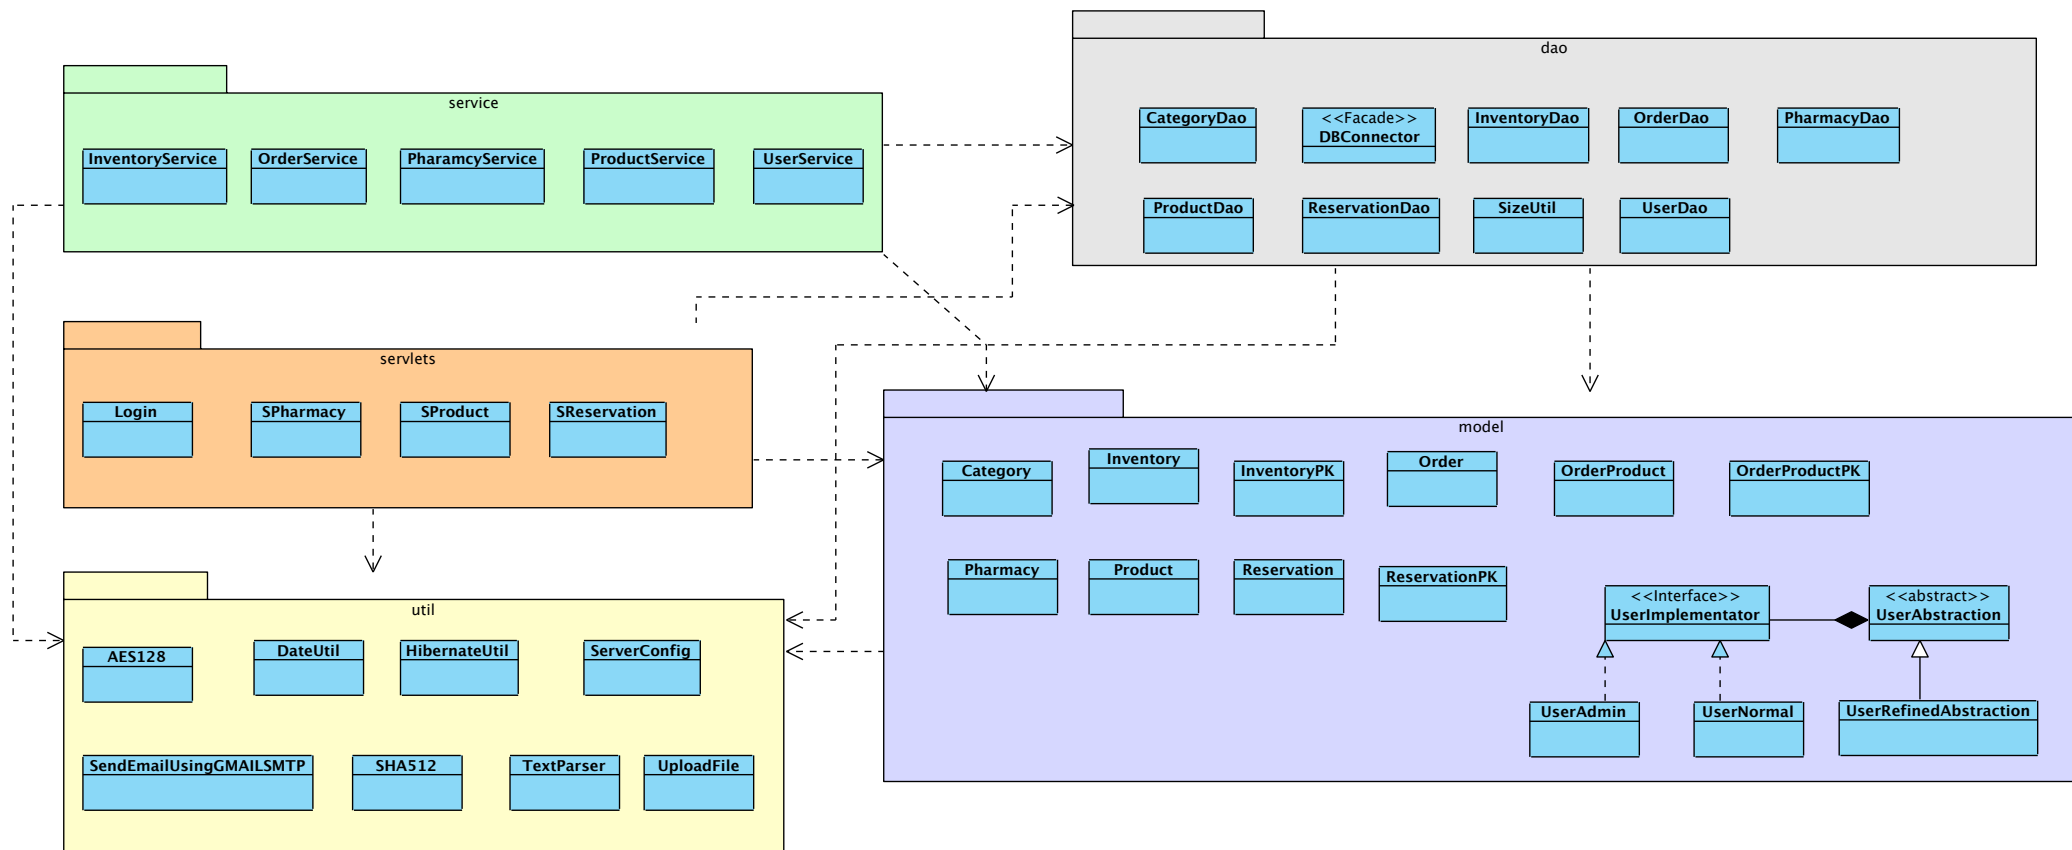 dao
CategoryDao
<<Facade>>
DBConnector
InventoryDao
OrderDao
PharmacyDao
ProductDao
ReservationDao
SizeUtil
UserDao
service
InventoryService
OrderService
PharamcyService
ProductService
UserService
servlets
Login
SPharmacy
SProduct
SReservation
model
Category
Inventory
InventoryPK
Order
OrderProduct
OrderProductPK
Pharmacy
Product
Reservation
ReservationPK
<<Interface>>
UserImplementator
<<abstract>>
UserAbstraction
UserAdmin
UserNormal
UserRefinedAbstraction
util
AES128
DateUtil
HibernateUtil
ServerConfig
SendEmailUsingGMAILSMTP
SHA512
TextParser
UploadFile